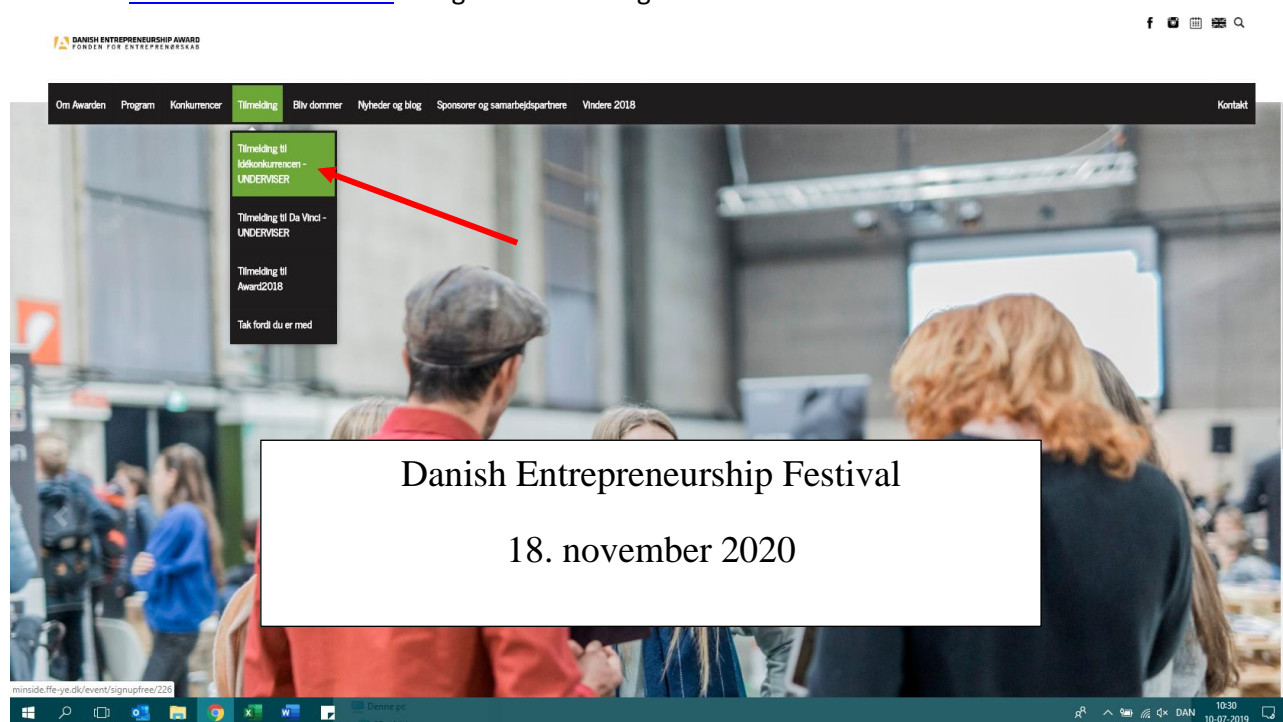 DANISH ENTREPRENEURSHIP AWARD
FONDEN FOR ENTREPRENØRSKAB
Om Awarden Program Konkurrencer Tilmelding Bliv dommer Nyheder og blog Sponsorer og samarbejdspartnere Vindere 2018 Kontakt
Tilmelding til
Idékonkurrencen -
UNDERVISER
Tilmelding til Da Vinci -
UNDERVISER
Tilmelding til
Award2018
Tak fordi du er med
Danish Entrepreneurship Festival
18. november 2020
minside.ffe-ye.dk/event/signupfree/226
Denne pc
DAN
10:30
10-07-2019